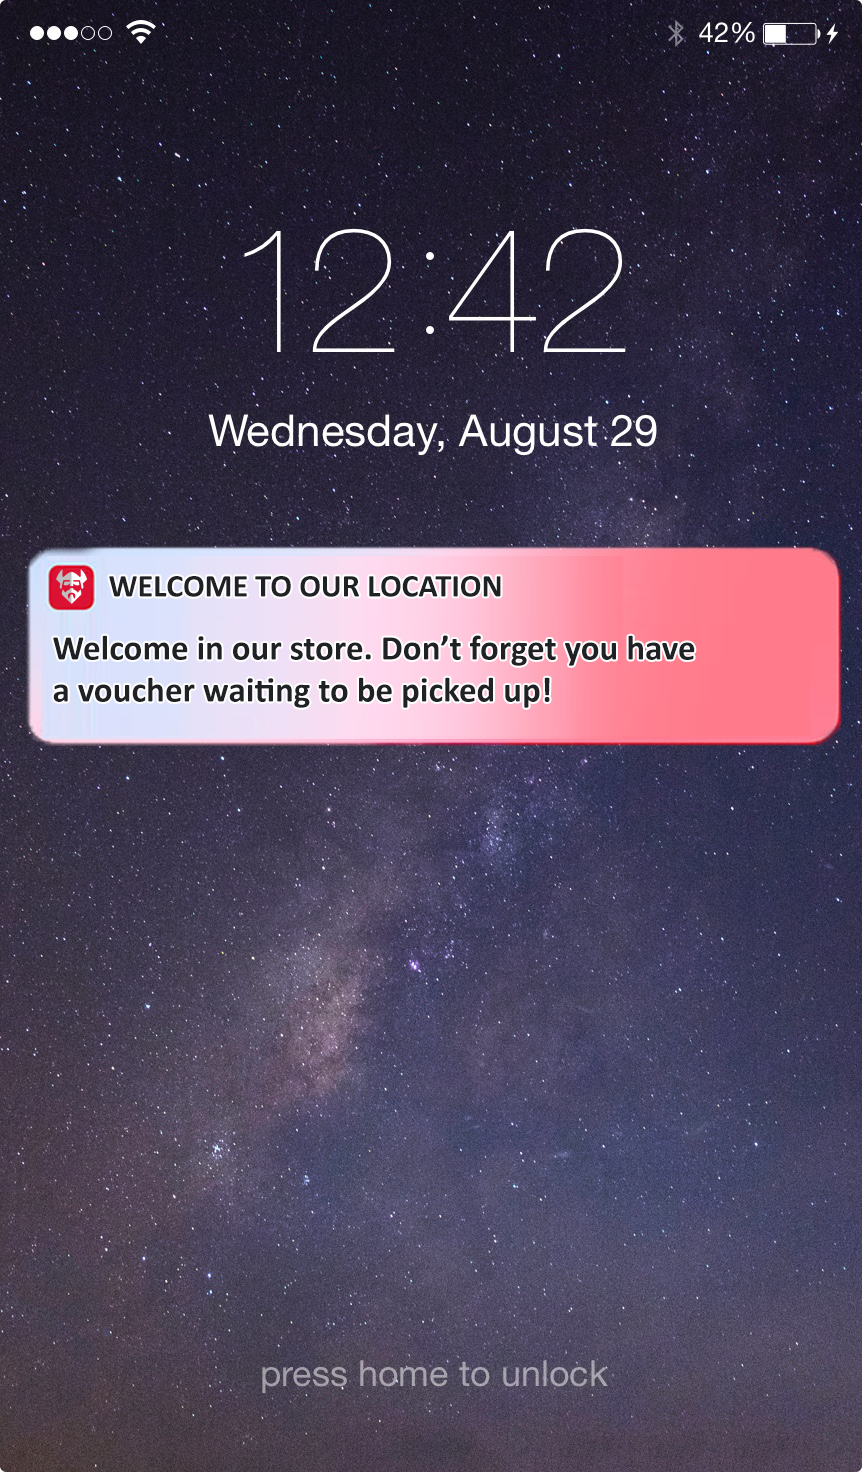 42%
12:42
Wednesday, August 29
WELCOME TO OUR LOCATION
Welcome in our store. Don’t forget you have
a voucher waiting to be picked up!
press home to unlock